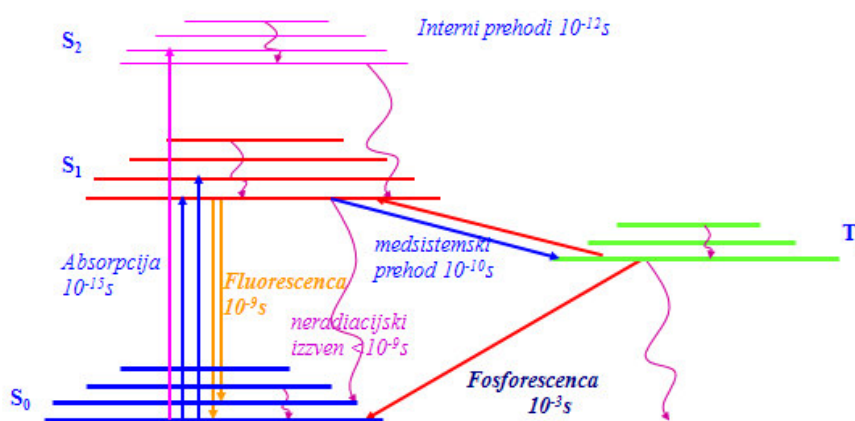 S₂
Interni prehodi 10⁻¹²s
S₁
T
medsistemski
prehod 10⁻¹⁰s
Absorpcija
10⁻¹⁵s
Fluorescenca
10⁻⁹s
neradiacijski
izzven < 10⁻⁹s
S₀
Fosforescenca
10⁻³s